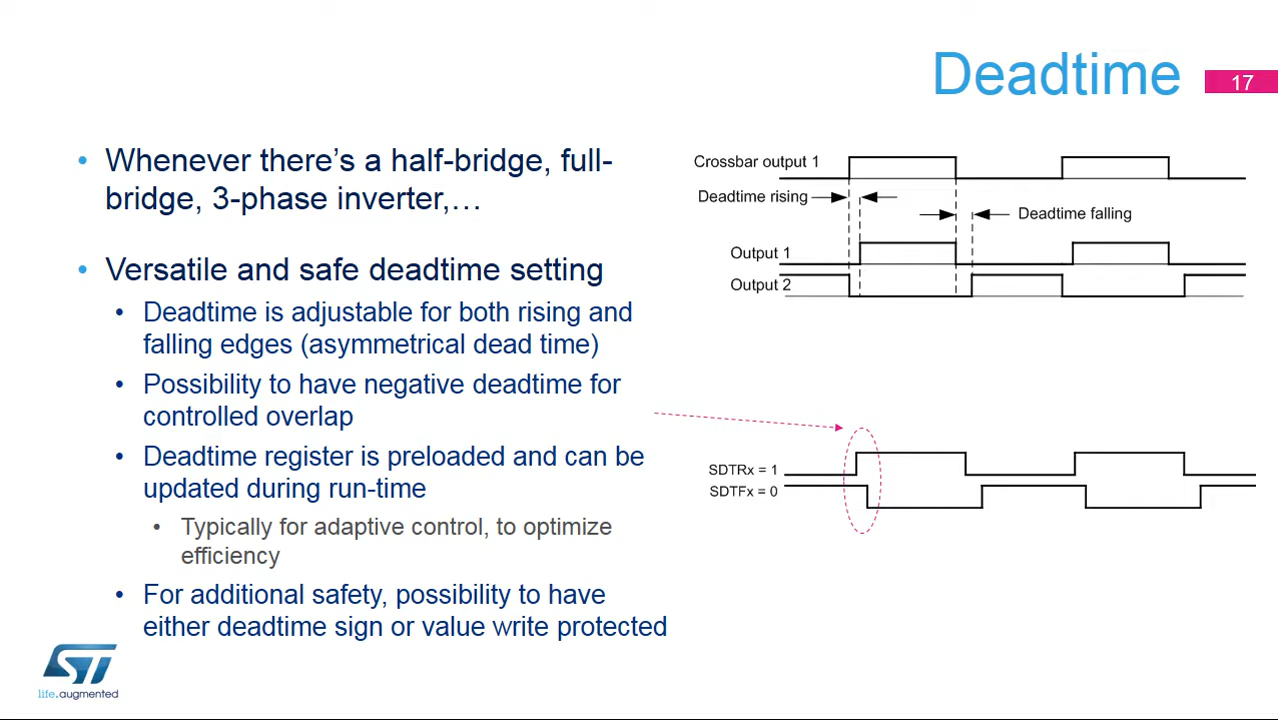 Deadtime
17
• Whenever there's a half-bridge, full-
bridge, 3-phase inverter,…
• Versatile and safe deadtime setting
• Deadtime is adjustable for both rising and
falling edges (asymmetrical dead time)
• Possibility to have negative deadtime for
controlled overlap
• Deadtime register is preloaded and can be
updated during run-time
• Typically for adaptive control, to optimize
efficiency
• For additional safety, possibility to have
either deadtime sign or value write protected
Crossbar output 1
Deadtime rising
Deadtime falling
Output 1
Output 2
SDTRx = 1
SDTFx = 0
ST
life.augmented